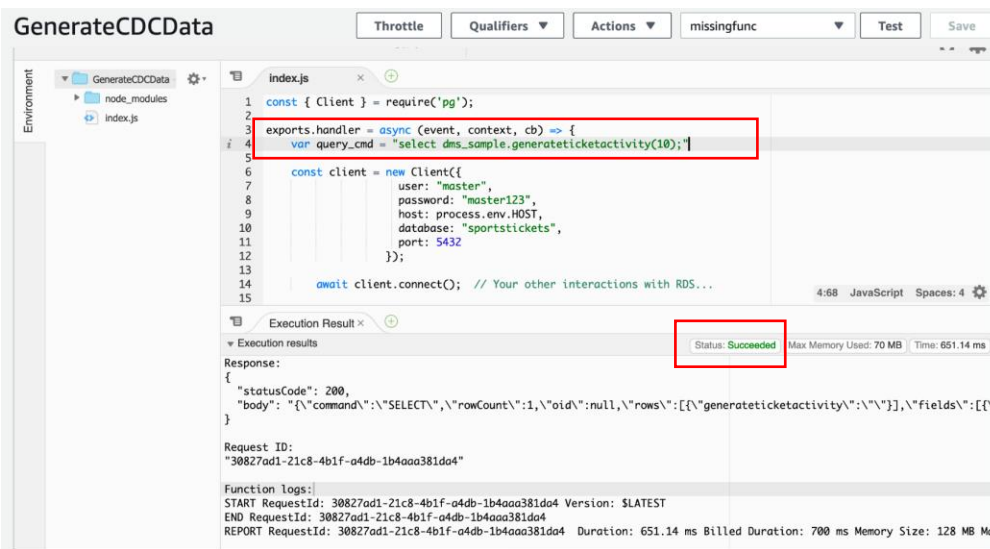 GenerateCDCData
Throttle
Qualifiers
Actions
missingfunc
Test
Save
Environment
GenerateCDCData
node_modules
index.js
index.js
1 const { Client } = require('pg');
2
3 exports.handler = async (event, context, cb) => {
i 4 var query_cmd = "select dms_sample.generateticketactivity(10);"
5
6 const client = new Client({
7 user: "master",
8 password: "master123",
9 host: process.env.HOST,
10 database: "sportstickets",
11 port: 5432
12 });
13
14 await client.connect(); // Your other interactions with RDS...
15
4:68 JavaScript Spaces: 4
Execution Result
Execution results
Status: Succeeded
Max Memory Used: 70 MB
Time: 651.14 ms
Response:
{
"statusCode": 200,
"body": "{\"command\":\"SELECT\",\"rowCount\":1,\"oid\":null,\"rows\":[{\"generateticketactivity\":\"\"}],\"fields\":[{\
}
Request ID:
"30827ad1-21c8-4b1f-a4db-1b4aaa381da4"
Function logs:
START RequestId: 30827ad1-21c8-4b1f-a4db-1b4aaa381da4 Version: $LATEST
END RequestId: 30827ad1-21c8-4b1f-a4db-1b4aaa381da4
REPORT RequestId: 30827ad1-21c8-4b1f-a4db-1b4aaa381da4 Duration: 651.14 ms Billed Duration: 700 ms Memory Size: 128 MB